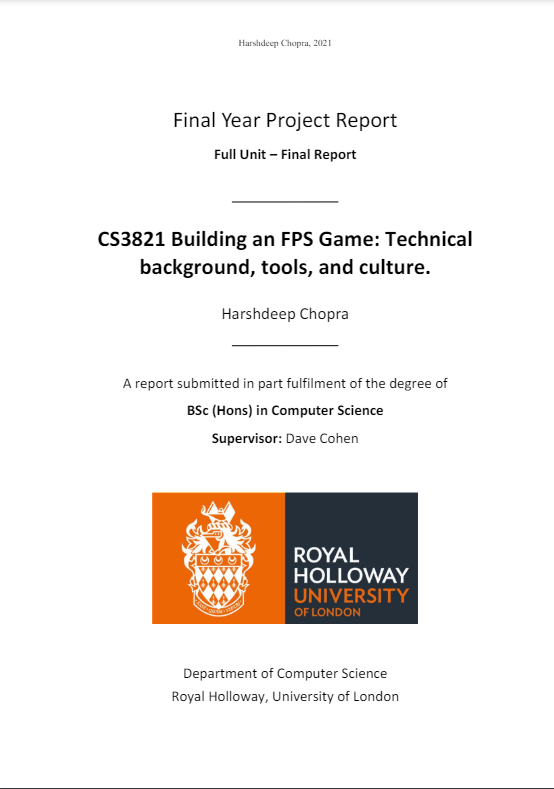 Harshdeep Chopra, 2021
Final Year Project Report
Full Unit – Final Report
CS3821 Building an FPS Game: Technical
background, tools, and culture.
Harshdeep Chopra
A report submitted in part fulfilment of the degree of
BSc (Hons) in Computer Science
Supervisor: Dave Cohen
ROYAL
HOLLOWAY
UNIVERSITY
OF LONDON
Department of Computer Science
Royal Holloway, University of London